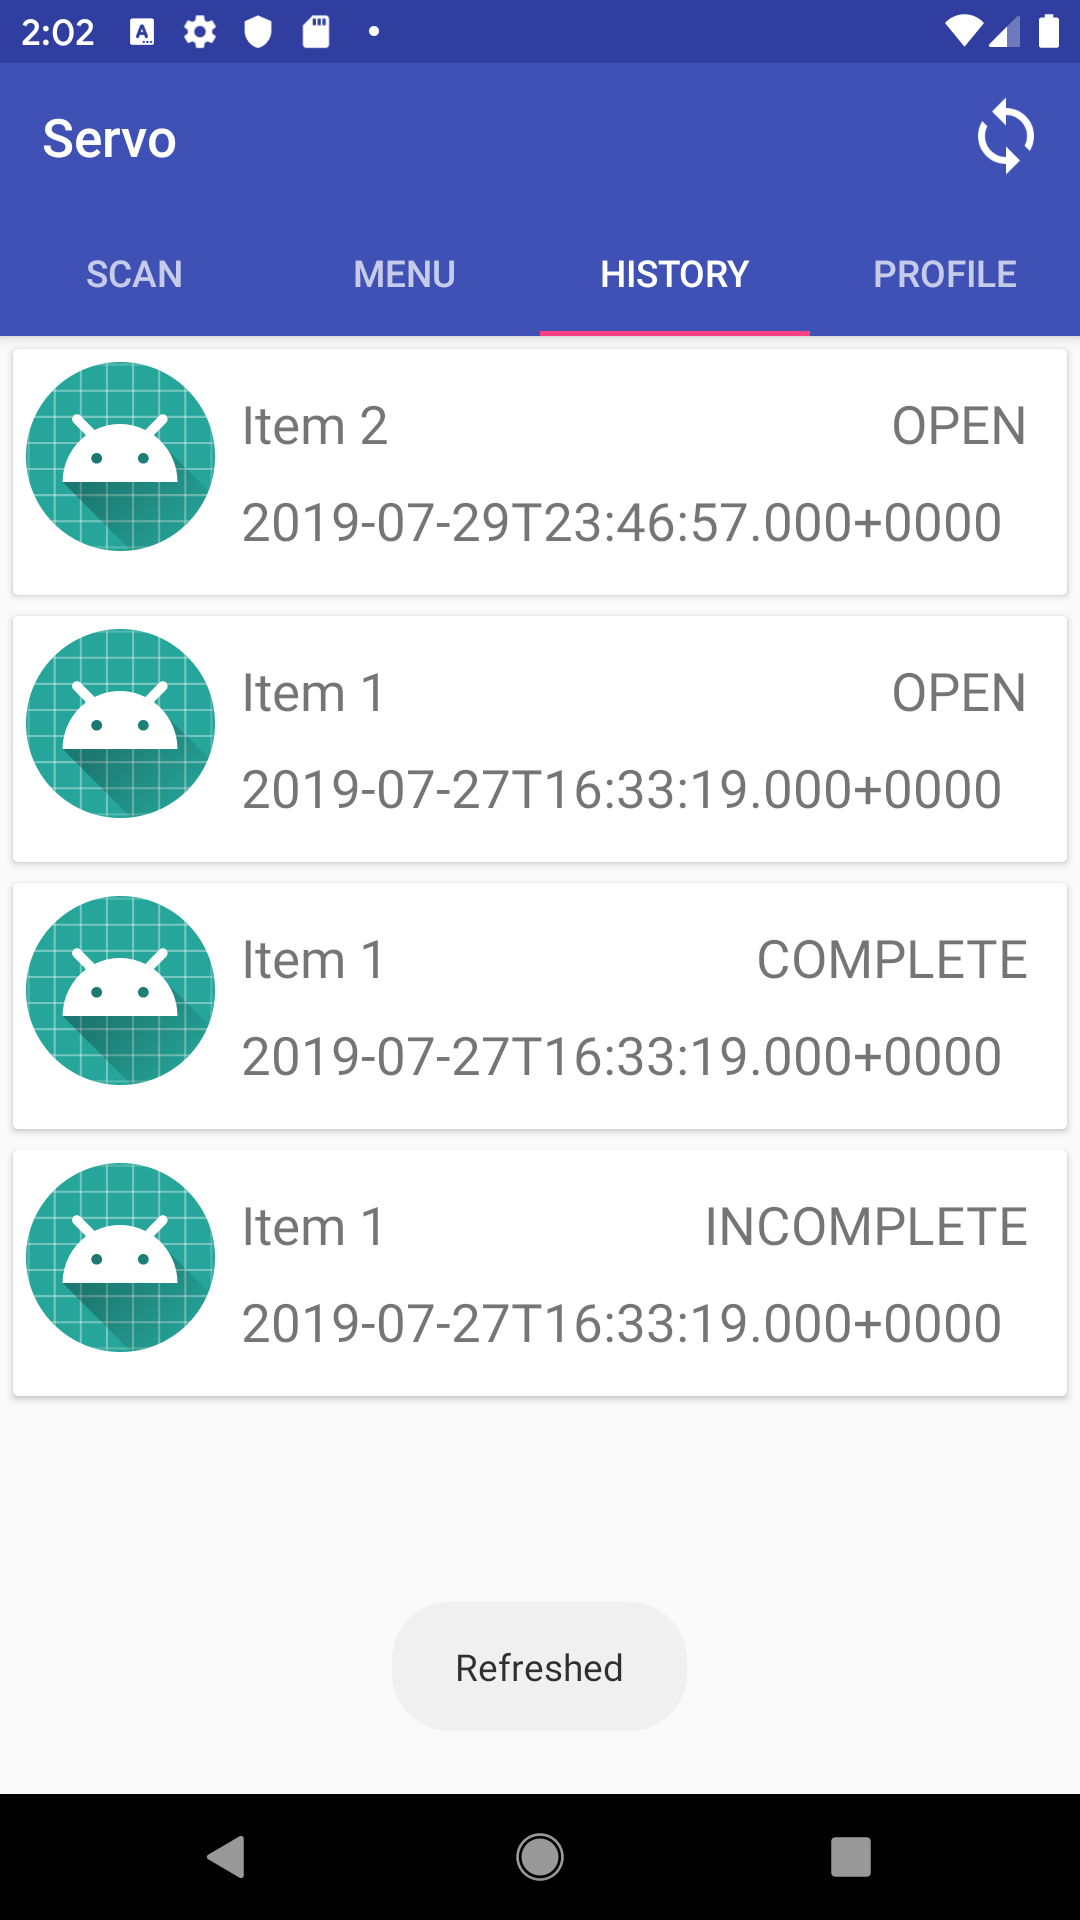 2:02
Servo
SCAN MENU HISTORY PROFILE
Item 2 OPEN
2019-07-29T23:46:57.000+0000
Item 1 OPEN
2019-07-27T16:33:19.000+0000
Item 1 COMPLETE
2019-07-27T16:33:19.000+0000
Item 1 INCOMPLETE
2019-07-27T16:33:19.000+0000
Refreshed